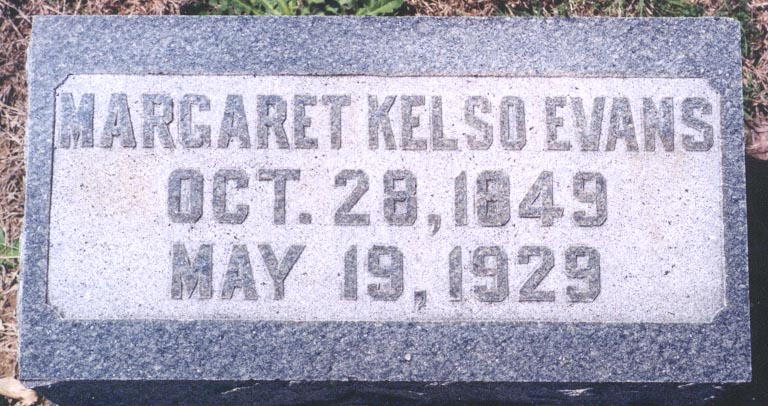 MARGARET KELSO EVANS
OCT. 28, 1849
MAY 19, 1929